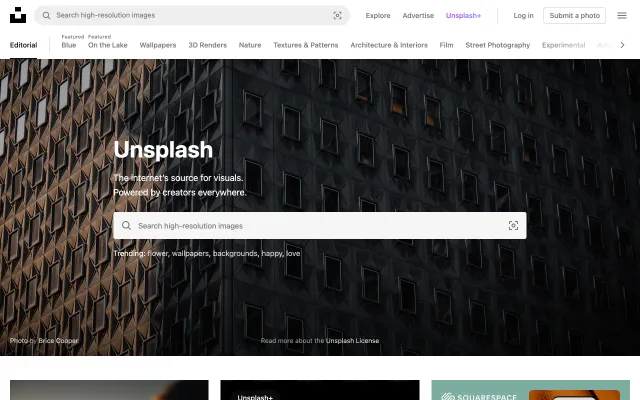 Search high-resolution images
Explore
Advertise
Unsplash+
Log in
Submit a photo
Editorial
Featured
Blue
Featured
On the Lake
Wallpapers
3D Renders
Nature
Textures & Patterns
Architecture & Interiors
Film
Street Photography
Experimental
Unsplash
The internet's source for visuals.
Powered by creators everywhere.
Search high-resolution images
Trending: flower, wallpapers, backgrounds, happy, love
Photo by Brice Cooper
Read more about the Unsplash License
Unsplash+
SQUARESPACE